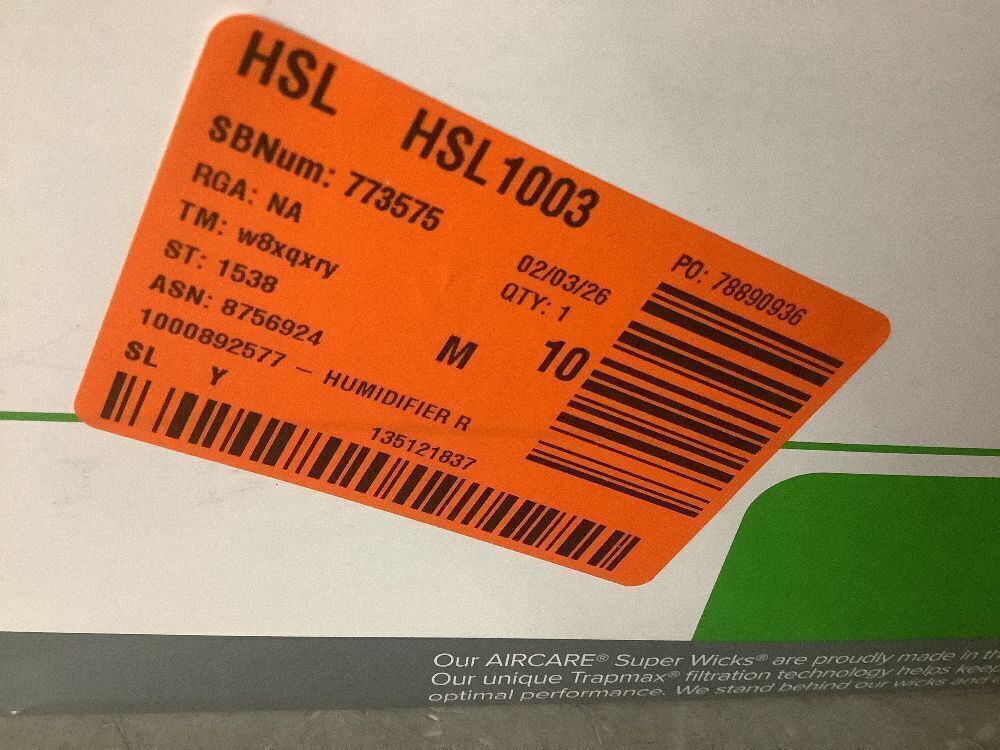 HSL HSL1003
SBNum: 773575
RGA: NA
TM: w8xqxry
ST: 1538
ASN: 8756924
1000892577 – HUMIDIFIER R
SL Y
135121837
02/03/26
QTY: 1
M 10
PO: 78890936
Our AIRCARE® Super Wicks® are proudly made in
Our unique Trapmax® filtration technology helps keep
optimal performance. We stand behind our wicks and